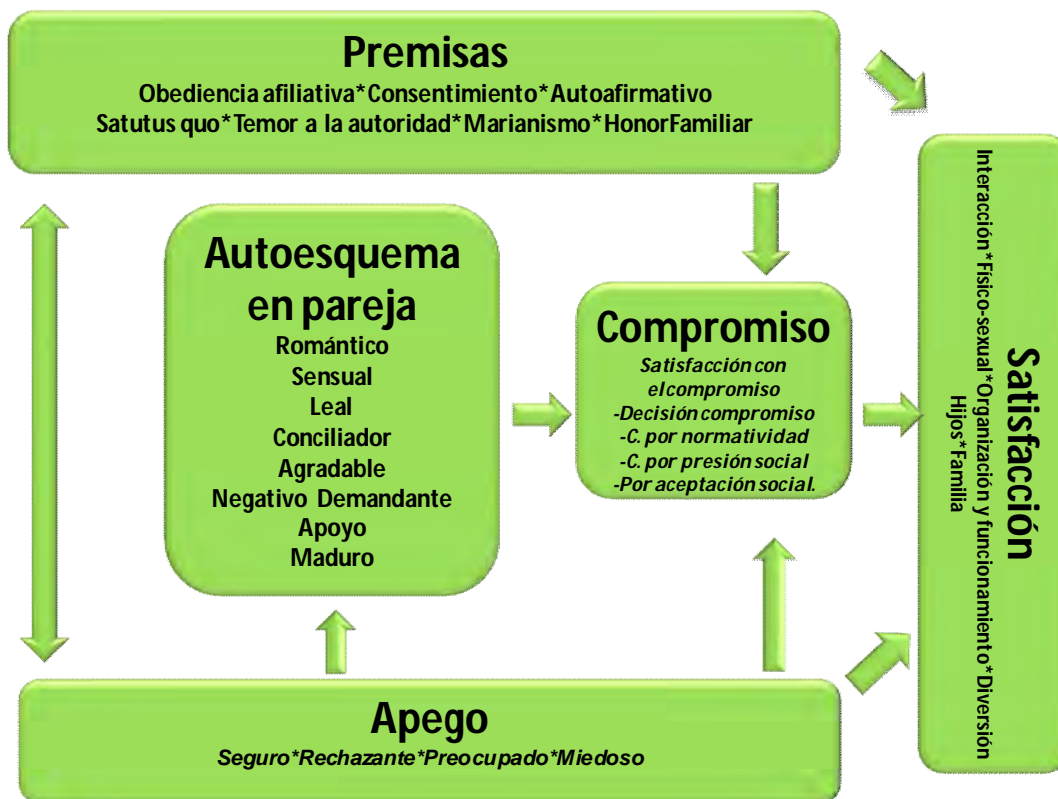 Premisas
Obediencia afiliativa*Consentimiento*Autoafirmativo
Satutus quo*Temor a la autoridad*Marianismo*HonorFamiliar
Autoesquema
en pareja
Romántico
Sensual
Leal
Conciliador
Agradable
Negativo Demandante
Apoyo
Maduro
Compromiso
Satisfacción con
el compromiso
-Decisión compromiso
-C. por normatividad
-C. por presión social
-Por aceptación social.
Satisfacción
Interacción*Físico-sexual*Organización y funcionamiento*Diversión
Hijos*Familia
Apego
Seguro*Rechazante*Preocupado*Miedoso